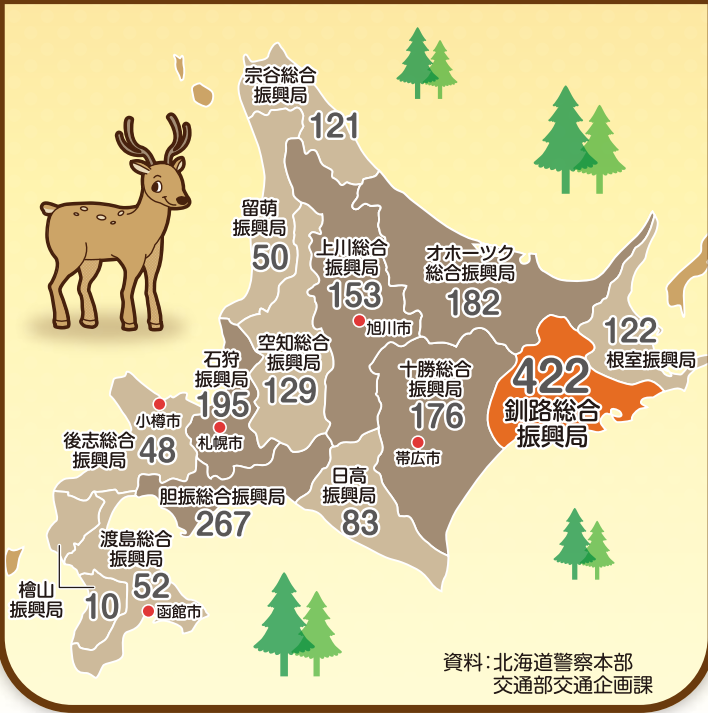 宗谷総合
振興局
121
留萌
振興局
50
上川総合
振興局
153
旭川市
オホーツク
総合振興局
182
122
根室振興局
422
釧路総合
振興局
空知総合
振興局
129
石狩
振興局
195
札幌市
十勝総合
振興局
176
帯広市
小樽市
後志総合
振興局
48
日高
振興局
83
胆振総合振興局
267
渡島総合
振興局
52
函館市
檜山
振興局
10
資料：北海道警察本部
交通部交通企画課